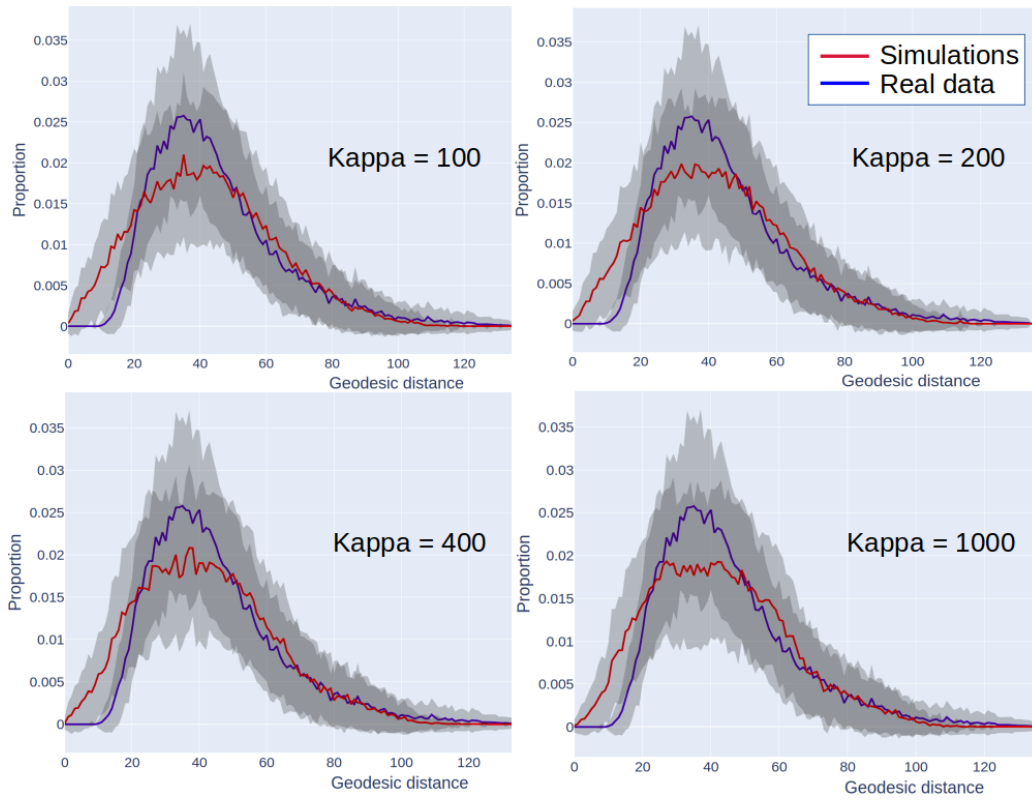 0.035
0.03
0.025
0.02
0.015
0.01
0.005
0
Proportion
Kappa = 100
0 20 40 60 80 100 120
Geodesic distance
Simulations
Real data
0.035
0.03
0.025
0.02
0.015
0.01
0.005
0
Proportion
Kappa = 200
0 20 40 60 80 100 120
Geodesic distance
0.035
0.03
0.025
0.02
0.015
0.01
0.005
0
Proportion
Kappa = 400
0 20 40 60 80 100 120
Geodesic distance
0.035
0.03
0.025
0.02
0.015
0.01
0.005
0
Proportion
Kappa = 1000
0 20 40 60 80 100 120
Geodesic distance